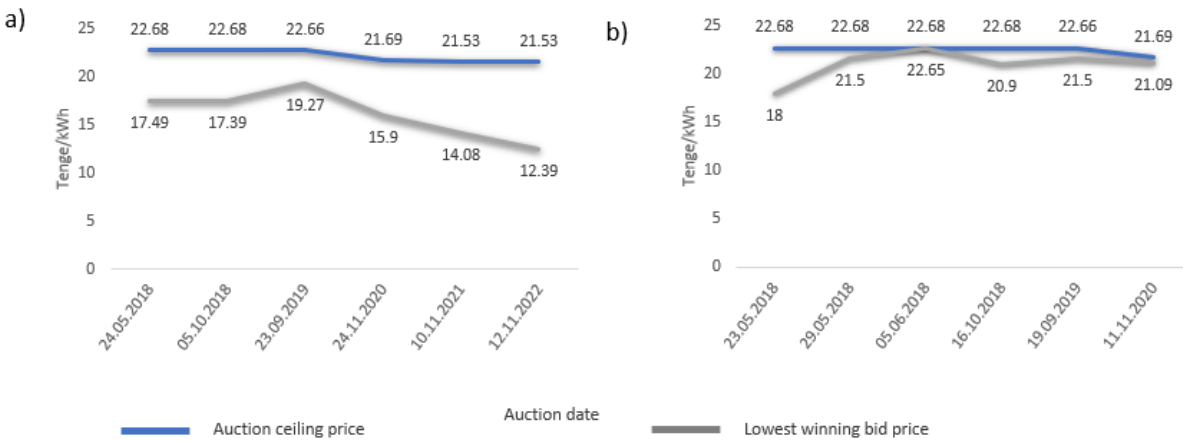 a)
25
20
15
10
5
0
Tenge/kWh
22.68 22.68 22.66 21.69 21.53 21.53
17.49 17.39 19.27 15.9 14.08 12.39
24.05.2018 05.10.2018 23.09.2019 24.11.2020 10.11.2021 12.11.2022
b)
25
20
15
10
5
0
Tenge/kWh
22.68 22.68 22.68 22.68 22.66 21.69
18 21.5 22.65 20.9 21.5 21.09
23.05.2018 29.05.2018 05.06.2018 16.10.2018 19.09.2019 11.11.2020
Auction date
Auction ceiling price
Lowest winning bid price